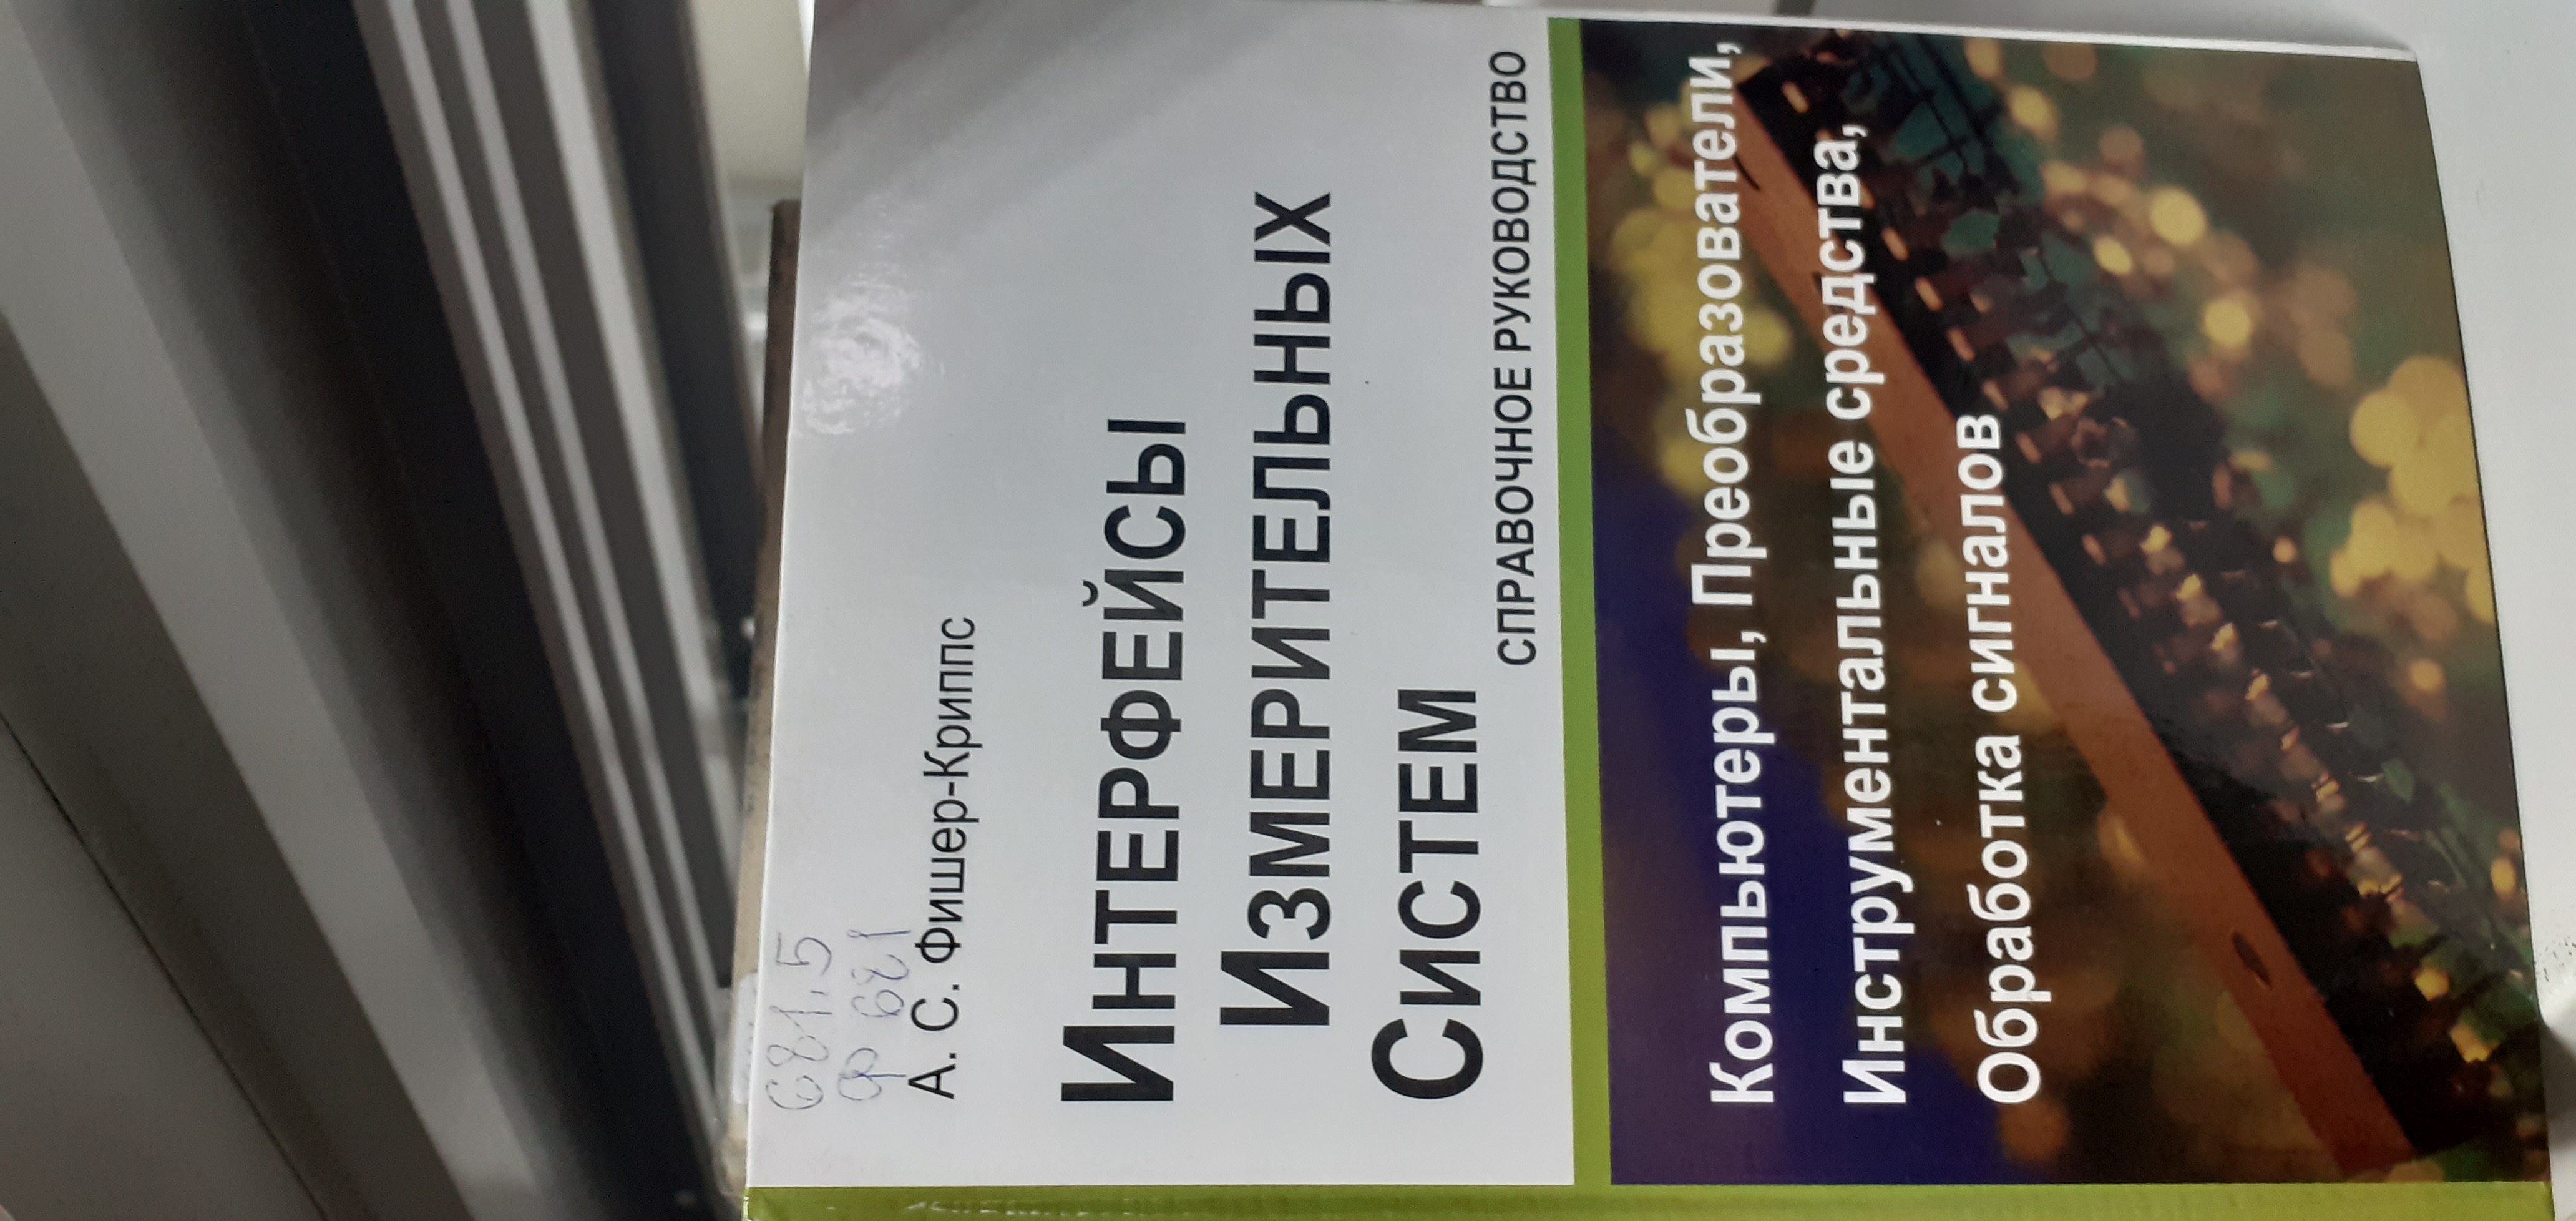 681.5
Ф 681
А. С. Фишер-Криппс
ИНТЕРФЕЙСЫ
ИЗМЕРИТЕЛЬНЫХ
СИСТЕМ
СПРАВОЧНОЕ РУКОВОДСТВО
Компьютеры, Преобразователи,
Инструментальные средства,
Обработка сигналов